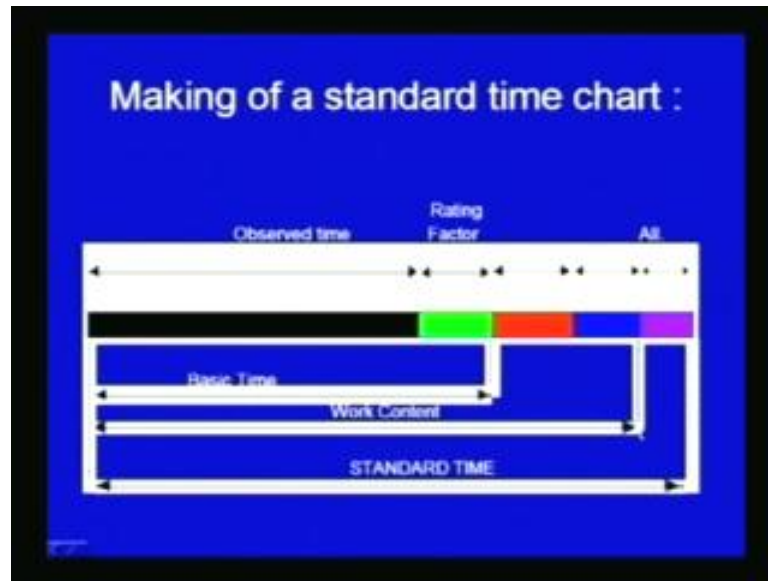 Making of a standard time chart :
Rating
Observed time Factor All.
Basic Time
Work Content
STANDARD TIME